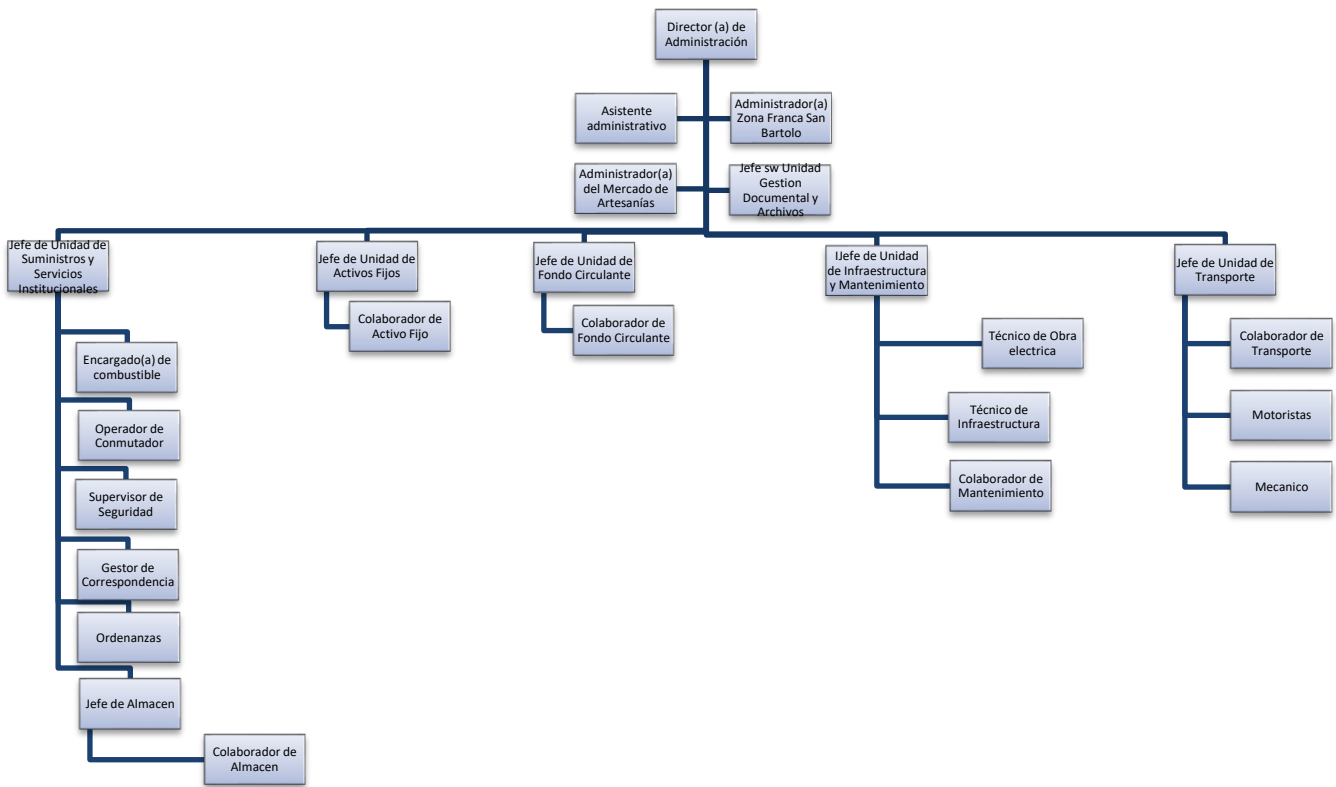 Director (a) de
Administración
Asistente
administrativo
Administrador(a)
Zona Franca San
Bartolo
Administrador(a)
del Mercado de
Artesanías
Jefe sw Unidad
Gestion
Documental y
Archivos
Jefe de Unidad de
Suministros y
Servicios
Institucionales
Jefe de Unidad de
Activos Fijos
Jefe de Unidad de
Fondo Circulante
IJefe de Unidad
de Infraestructura
y Mantenimiento
Jefe de Unidad de
Transporte
Encargado(a) de
combustible
Operador de
Conmutador
Supervisor de
Seguridad
Gestor de
Correspondencia
Ordenanzas
Jefe de Almacen
Colaborador de
Almacen
Colaborador de
Activo Fijo
Colaborador de
Fondo Circulante
Técnico de Obra
electrica
Técnico de
Infraestructura
Colaborador de
Mantenimiento
Colaborador de
Transporte
Motoristas
Mecanico